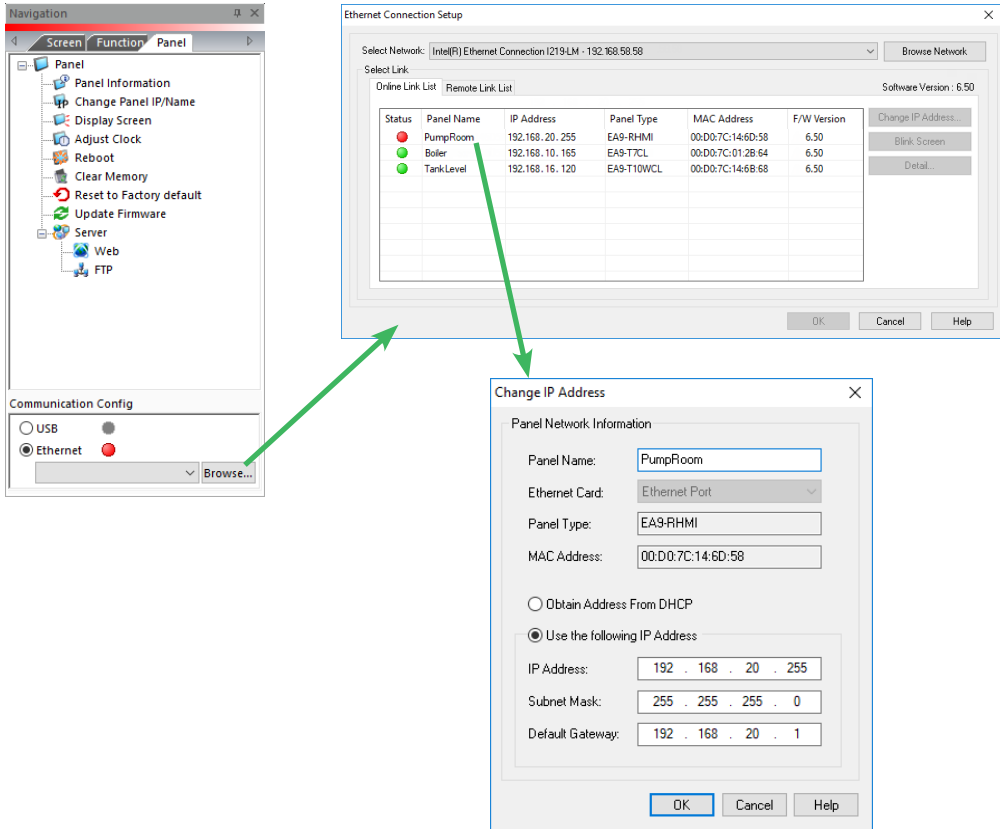 Navigation
Screen Function Panel
Panel
Panel Information
Change Panel IP/Name
Display Screen
Adjust Clock
Reboot
Clear Memory
Reset to Factory default
Update Firmware
Server
Web
FTP
Communication Config
USB
Ethernet
Browse...
Ethernet Connection Setup
Select Network: Intel(R) Ethernet Connection I219-LM - 192.168.58.58 Browse Network
Select Link
Online Link List Remote Link List Software Version : 6.50
Status Panel Name IP Address Panel Type MAC Address F/W Version Change IP Address...
PumpRoom 192.168. 20. 255 EA9-RHMI 00:D0:7C:14:6D:58 6.50
Blink Screen
Boiler 192.168. 10. 165 EA9-T7CL 00:D0:7C:01:2B:64 6.50
TankLevel 192.168. 16. 120 EA9-T10WCL 00:D0:7C:14:6B:68 6.50
Detail...
OK Cancel Help
Change IP Address
Panel Network Information
Panel Name: PumpRoom
Ethernet Card: Ethernet Port
Panel Type: EA9-RHMI
MAC Address: 00:D0:7C:14:6D:58
Obtain Address From DHCP
Use the following IP Address
IP Address: 192 . 168 . 20 . 255
Subnet Mask: 255 . 255 . 255 . 0
Default Gateway: 192 . 168 . 20 . 1
OK Cancel Help